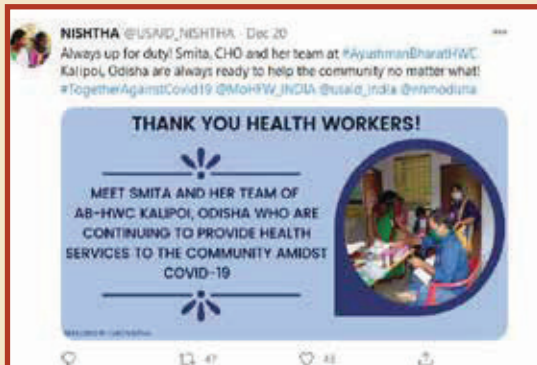 NISHTHA @USAID_NISHTHA · Dec 20
Always up for duty! Smita, CHO and her team at #AyushmanBharatHWC
Kalipoi, Odisha are always ready to help the community no matter what!
#TogetherAgainstCovid19 @MoHFW_INDIA @usaid_india
THANK YOU HEALTH WORKERS!
MEET SMITA AND HER TEAM OF
AB-HWC KALIPOI, ODISHA WHO ARE
CONTINUING TO PROVIDE HEALTH
SERVICES TO THE COMMUNITY AMIDST
COVID-19
47